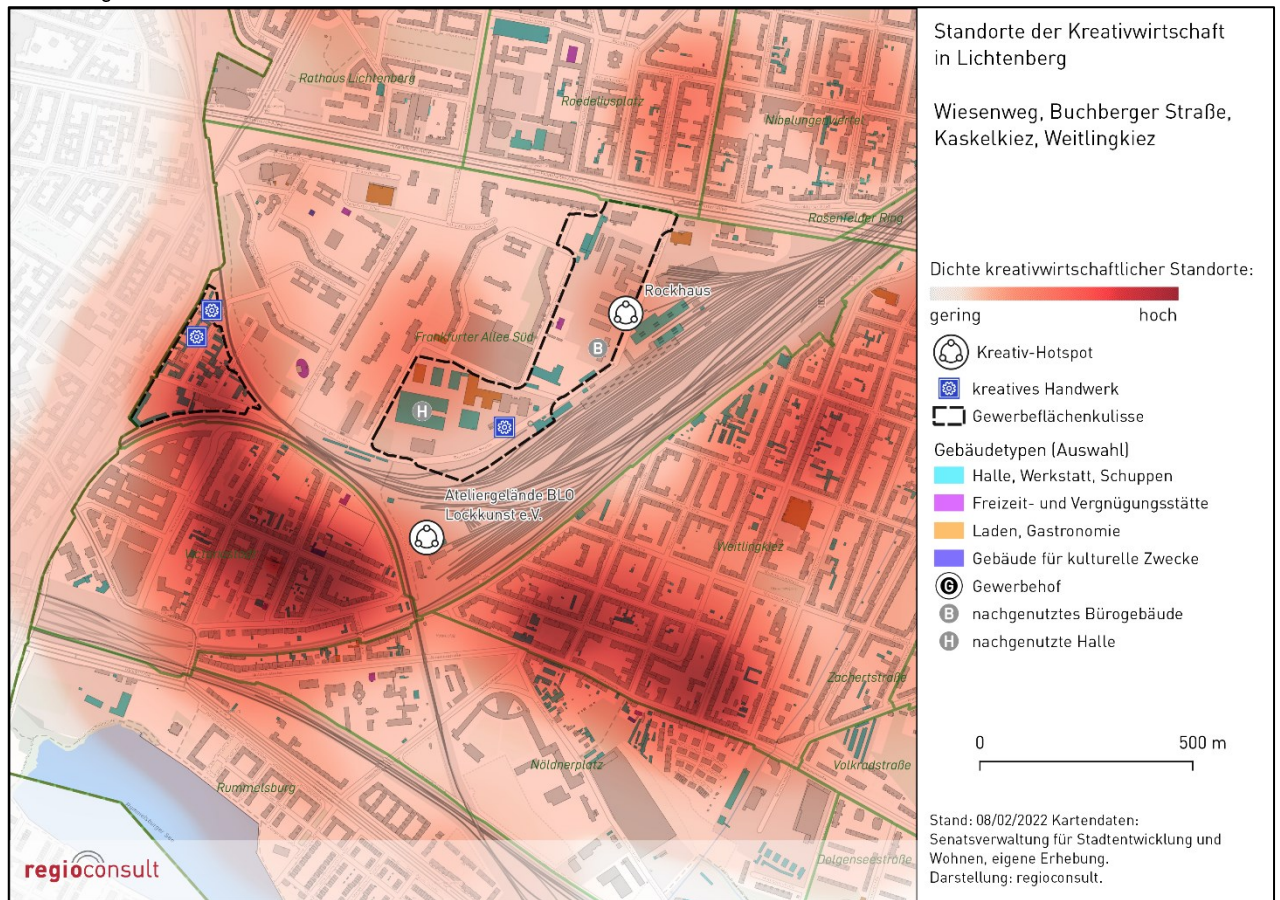 Rathaus Lichtenberg
Roedeliusplatz
Nibelungenviertel
Rosenfelder Ring
Rockhaus
B
Frankfurter Allee Süd
H
Ateliergelände BLO
Lockkunst e.V.
Weitlingkiez
Zachertstraße
Nöldnerplatz
Volkradstraße
Rummelsburg
Rummelsburger See
Dolgenseestraße
regioconsult
Standorte der Kreativwirtschaft
in Lichtenberg
Wiesenweg, Buchberger Straße,
Kaskelkiez, Weitlingkiez
Dichte kreativwirtschaftlicher Standorte:
gering hoch
Kreativ-Hotspot
kreatives Handwerk
Gewerbeflächenkulisse
Gebäudetypen (Auswahl)
Halle, Werkstatt, Schuppen
Freizeit- und Vergnügungsstätte
Laden, Gastronomie
Gebäude für kulturelle Zwecke
G Gewerbehof
B nachgenutztes Bürogebäude
H nachgenutzte Halle
0 500 m
Stand: 08/02/2022 Kartendaten:
Senatsverwaltung für Stadtentwicklung und
Wohnen, eigene Erhebung.
Darstellung: regioconsult.